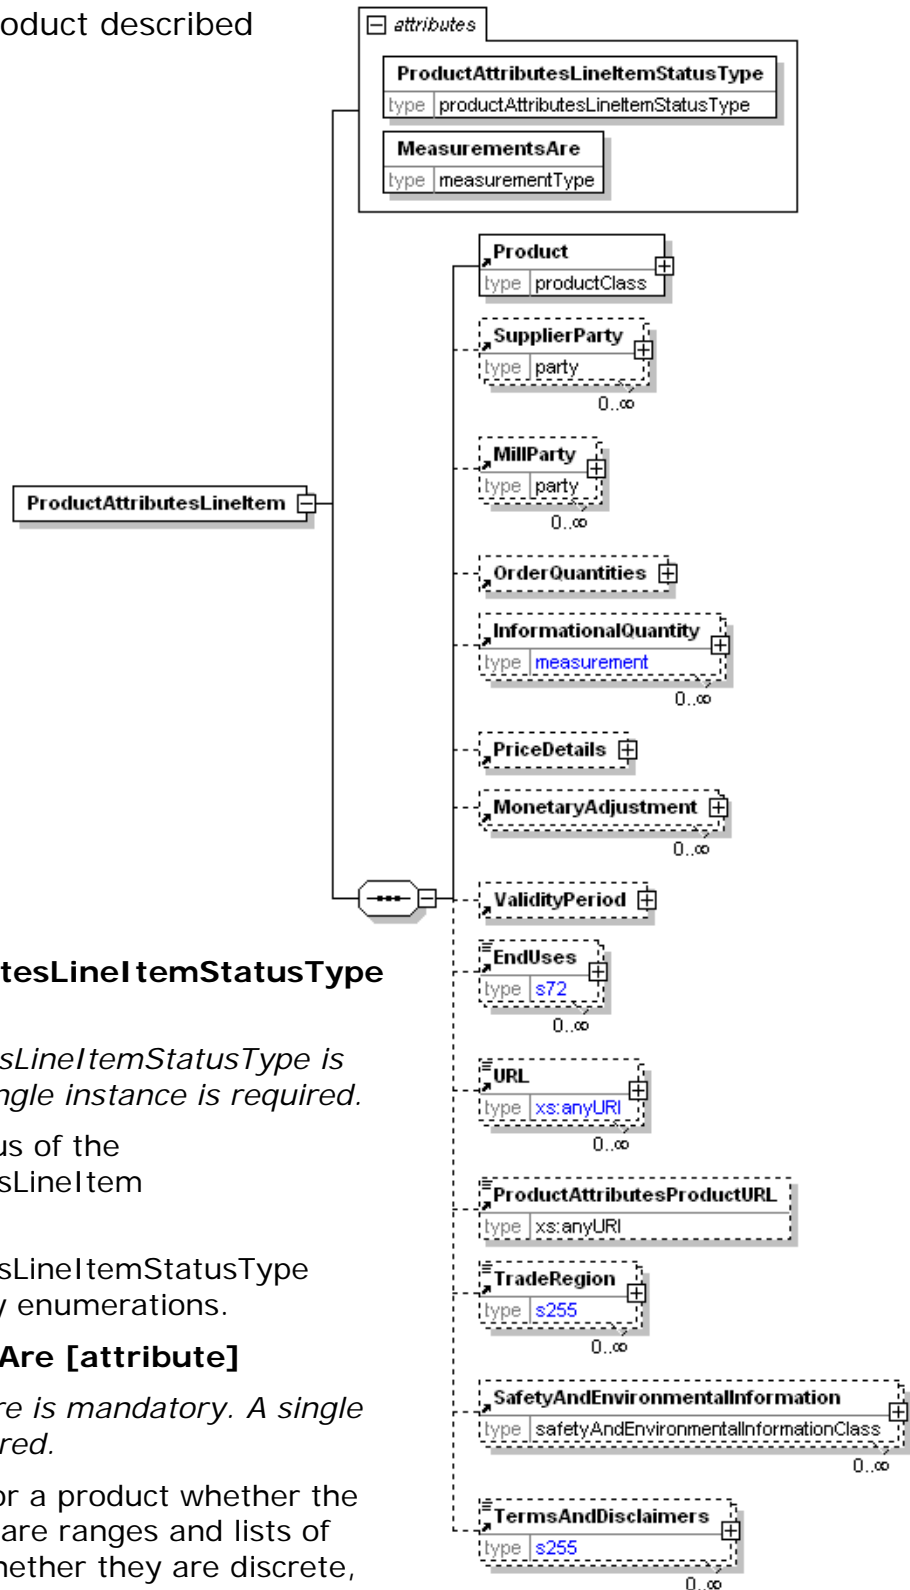 oduct described
attributes
ProductAttributesLineItemStatusType
type productAttributesLineItemStatusType
MeasurementsAre
type measurementType
Product
type productClass
SupplierParty
type party
0..∞
MillParty
type party
0..∞
ProductAttributesLineItem
OrderQuantities
InformationalQuantity
type measurement
0..∞
PriceDetails
MonetaryAdjustment
0..∞
ValidityPeriod
EndUses
type s72
0..∞
URL
type xs:anyURI
0..∞
ProductAttributesProductURL
type xs:anyURI
TradeRegion
type s255
0..∞
SafetyAndEnvironmentalInformation
type safetyAndEnvironmentalInformationClass
0..∞
TermsAndDisclaimers
type s255
0..∞
tesLineItemStatusType
sLineItemStatusType is
ngle instance is required.
us of the
sLineItem
sLineItemStatusType
y enumerations.
Are [attribute]
re is mandatory. A single
red.
or a product whether the
are ranges and lists of
hether they are discrete,